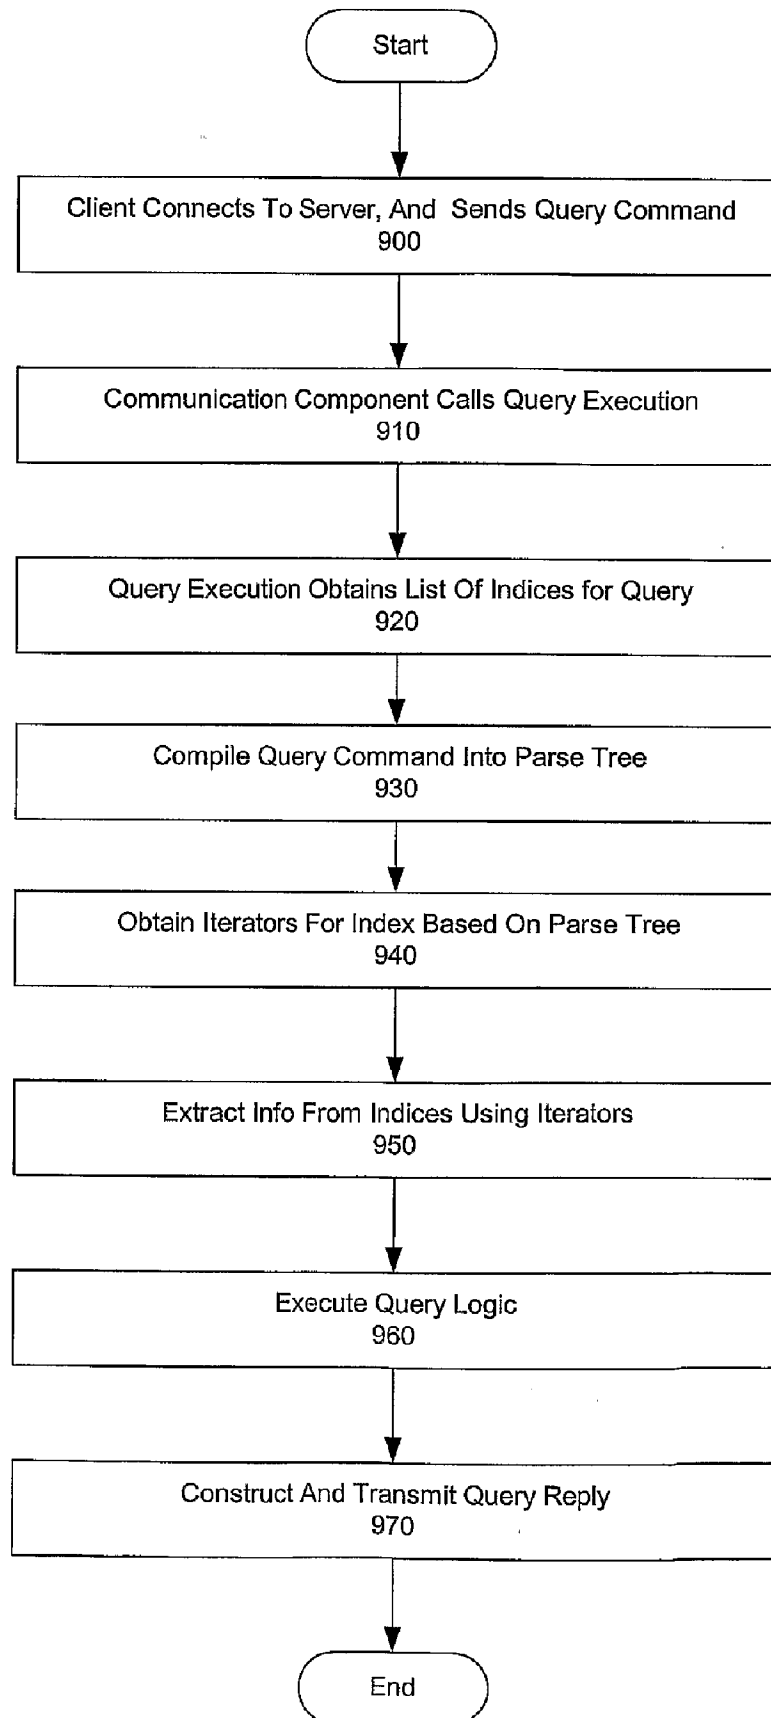 Start
Client Connects To Server, And Sends Query Command
900
Communication Component Calls Query Execution
910
Query Execution Obtains List Of Indices for Query
920
Compile Query Command Into Parse Tree
930
Obtain Iterators For Index Based On Parse Tree
940
Extract Info From Indices Using Iterators
950
Execute Query Logic
960
Construct And Transmit Query Reply
970
End